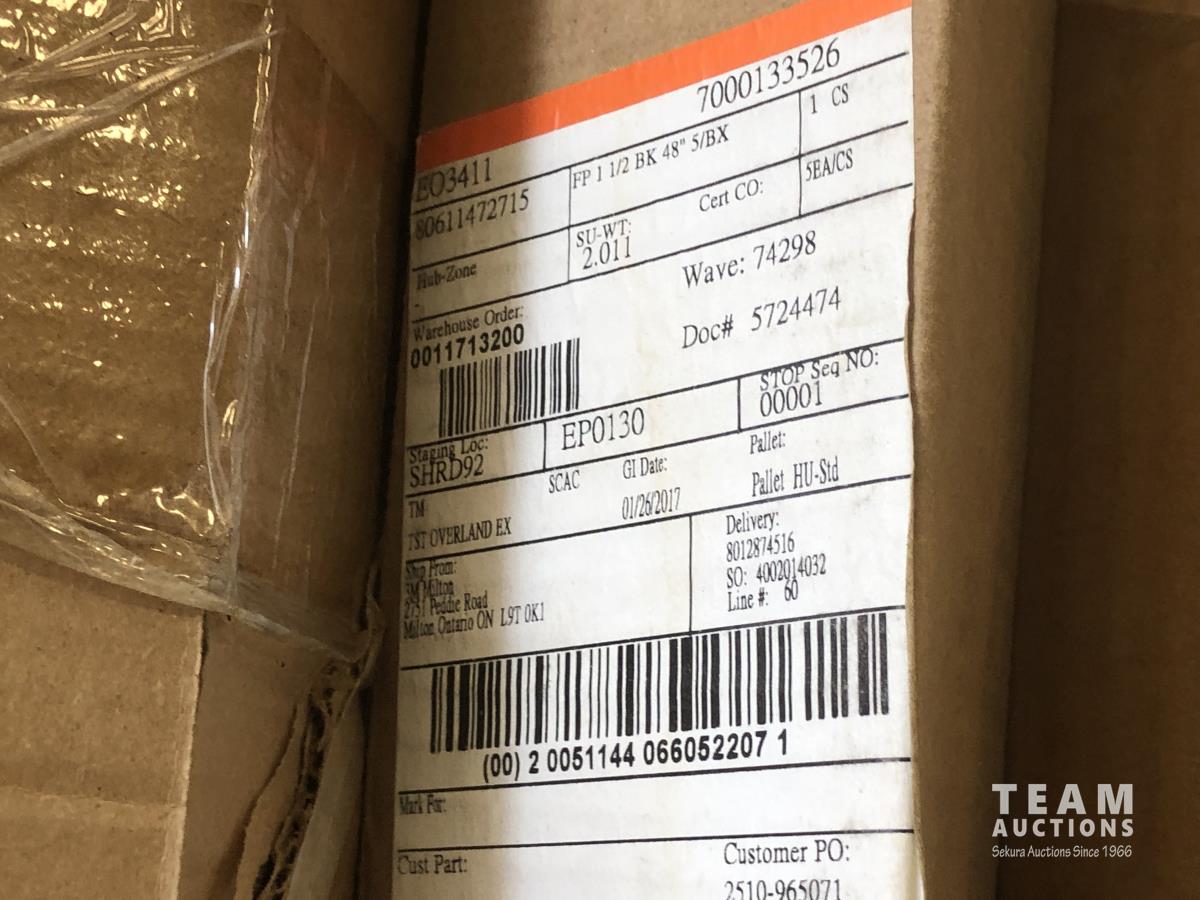 7000133526
EO3411
FP 1 1/2 BK 48" 5/BX
1 CS
80611472715
SU-WT:
2.011
Cert CO:
5EA/CS
Hub-Zone
-
Wave: 74298
Warehouse Order:
0011713200
Doc# 5724474
STOP Seq NO:
00001
Staging Loc:
SHRD92
EP0130
TM
SCAC
GI Date:
01/26/2017
Pallet:
Pallet HU-Std
TST OVERLAND EX
Ship From:
3M Milton
2751 Peddie Road
Milton Ontario ON L9T 0K1
Delivery:
8012874516
SO: 4002014032
Line #: 60
(00) 2 0051144 066052207 1
Mark For:
Cust Part:
Customer PO:
2510-965071
TEAM
AUCTIONS
Sekura Auctions Since 1966